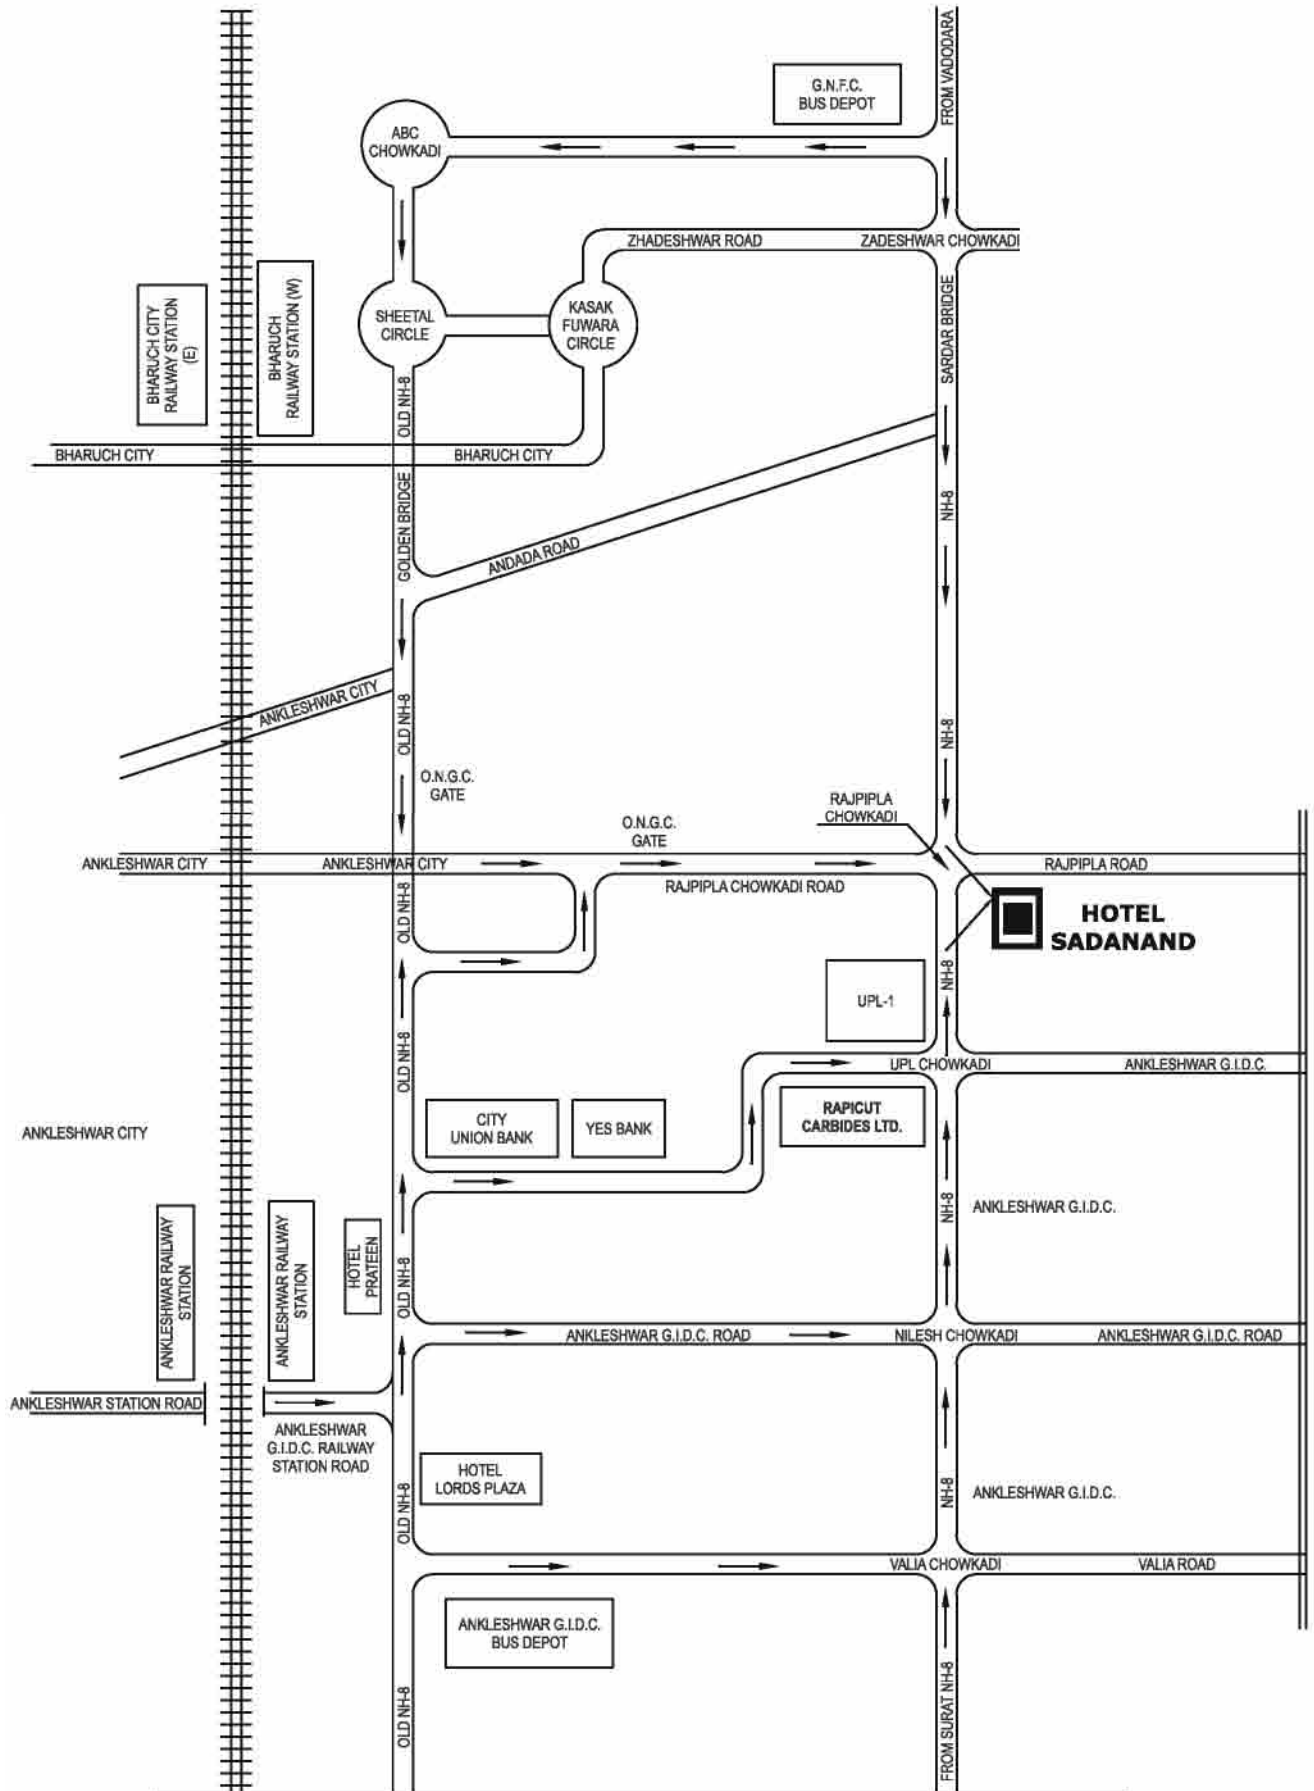 FROM VADODARA
G.N.F.C.
BUS DEPOT
ABC
CHOWKADI
ZHADESHWAR ROAD
ZADESHWAR CHOWKADI
BHARUCH CITY
RAILWAY STATION
(E)
BHARUCH
RAILWAY STATION (W)
SHEETAL
CIRCLE
KASAK
FUWARA
CIRCLE
SARDAR BRIDGE
OLD NH-8
BHARUCH CITY
BHARUCH CITY
GOLDEN BRIDGE
NH-8
ANDADA ROAD
ANKLESHWAR CITY
OLD NH-8
NH-8
O.N.G.C.
GATE
RAJPIPLA
CHOWKADI
O.N.G.C.
GATE
ANKLESHWAR CITY
ANKLESHWAR CITY
RAJPIPLA ROAD
RAJPIPLA CHOWKADI ROAD
OLD NH-8
HOTEL
SADANAND
NH-8
UPL-1
OLD NH-8
UPL CHOWKADI
ANKLESHWAR G.I.D.C.
CITY
UNION BANK
YES BANK
RAPICUT
CARBIDES LTD.
ANKLESHWAR CITY
NH-8
ANKLESHWAR G.I.D.C.
ANKLESHWAR RAILWAY
STATION
ANKLESHWAR RAILWAY
STATION
HOTEL
PRATEEN
OLD NH-8
ANKLESHWAR G.I.D.C. ROAD
NILESH CHOWKADI
ANKLESHWAR G.I.D.C. ROAD
ANKLESHWAR STATION ROAD
ANKLESHWAR
G.I.D.C. RAILWAY
STATION ROAD
HOTEL
LORDS PLAZA
OLD NH-8
NH-8
ANKLESHWAR G.I.D.C.
VALIA CHOWKADI
VALIA ROAD
ANKLESHWAR G.I.D.C.
BUS DEPOT
OLD NH-8
FROM SURAT NH-8